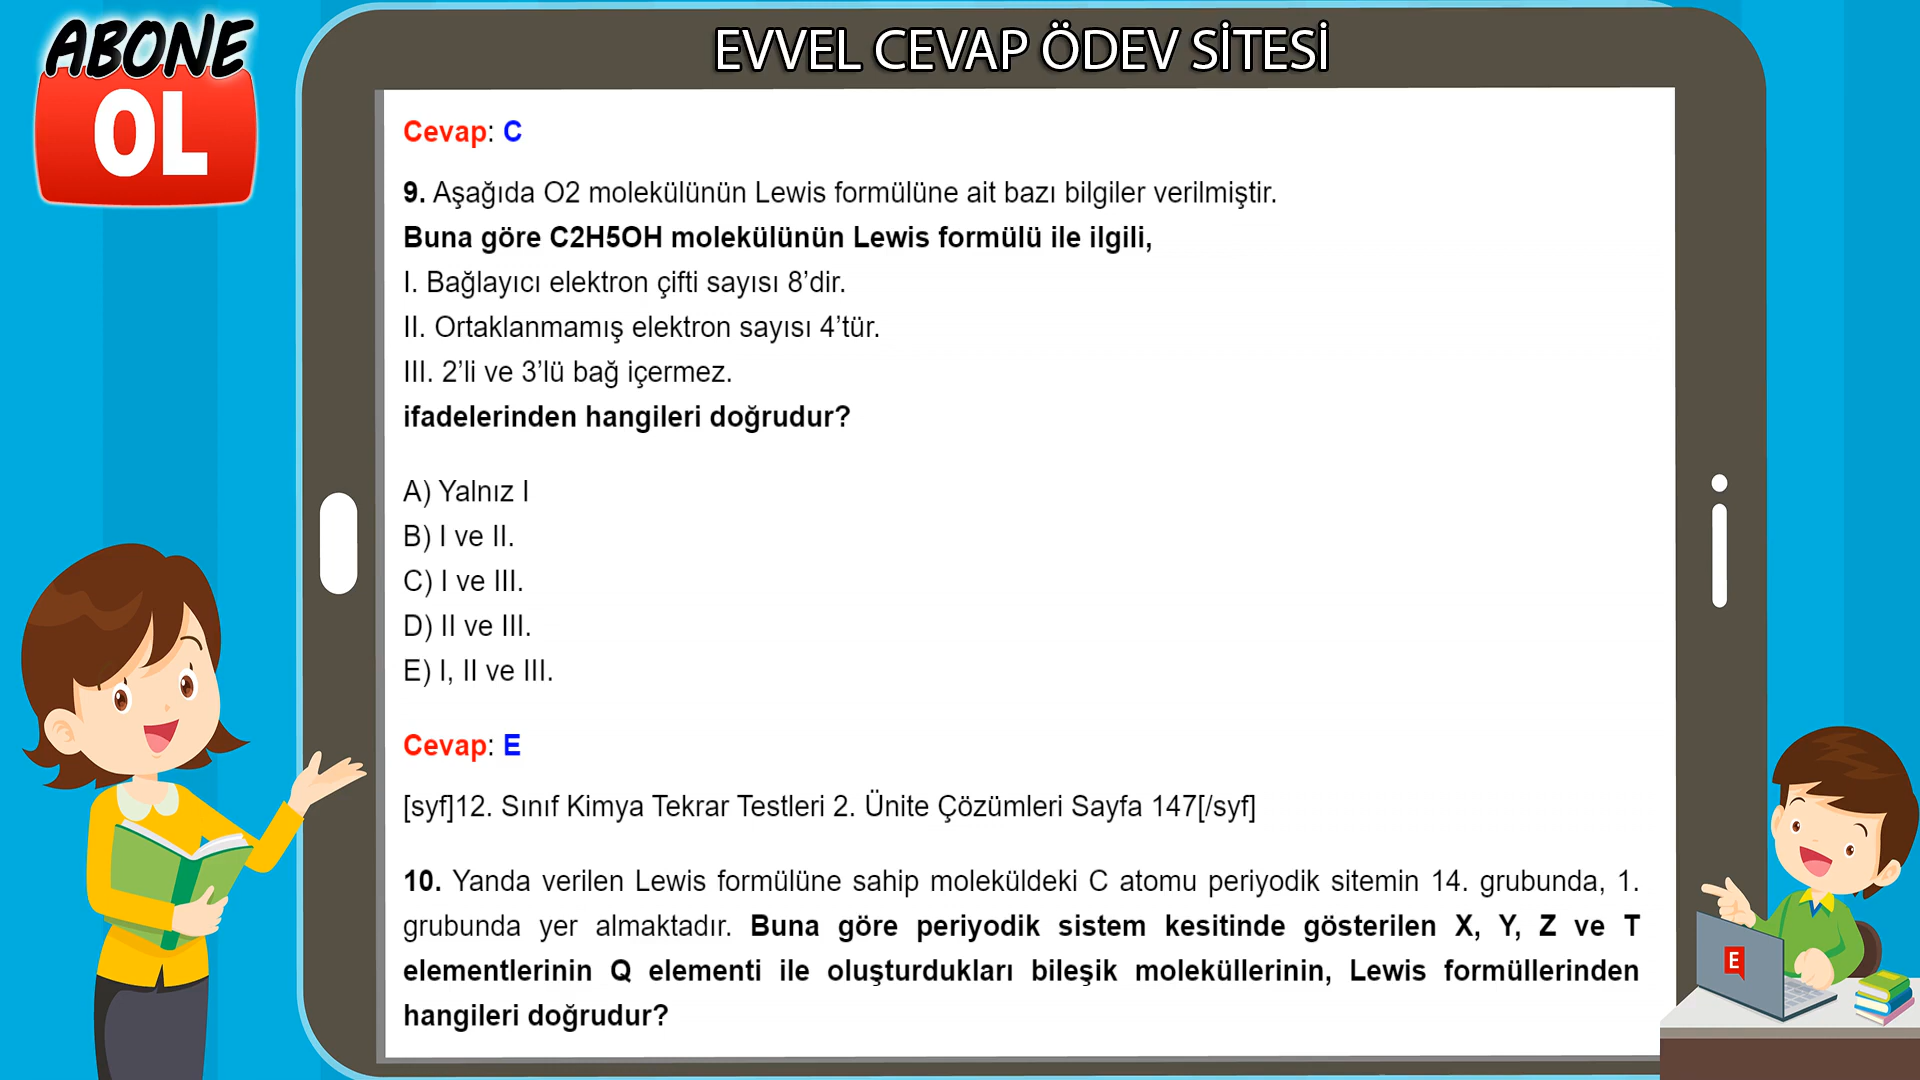 ABONE
OL
EVVEL CEVAP ÖDEV SİTESİ
Cevap: C
9. Aşağıda O2 molekülünün Lewis formülüne ait bazı bilgiler verilmiştir.
Buna göre C2H5OH molekülünün Lewis formülü ile ilgili,
I. Bağlayıcı elektron çifti sayısı 8’dir.
II. Ortaklanmamış elektron sayısı 4’tür.
III. 2’li ve 3’lü bağ içermez.
ifadelerinden hangileri doğrudur?
A) Yalnız I
B) I ve II.
C) I ve III.
D) II ve III.
E) I, II ve III.
Cevap: E
[syf]12. Sınıf Kimya Tekrar Testleri 2. Ünite Çözümleri Sayfa 147[/syf]
10. Yanda verilen Lewis formülüne sahip moleküldeki C atomu periyodik sitemin 14. grubunda, 1.
grubunda yer almaktadır. Buna göre periyodik sistem kesitinde gösterilen X, Y, Z ve T
elementlerinin Q elementi ile oluşturdukları bileşik moleküllerinin, Lewis formüllerinden
hangileri doğrudur?
E